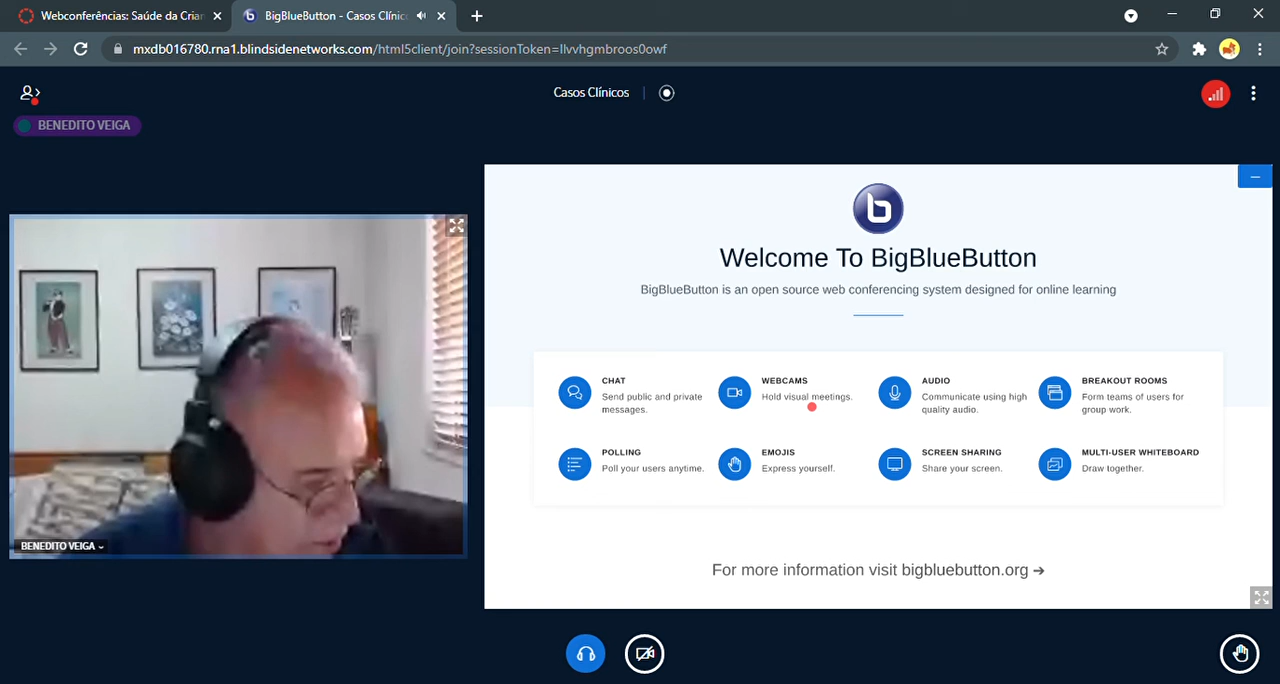 Webconferências: Saúde da Crian
BigBlueButton - Casos Clínic
mxdb016780.rna1.blindsidenetworks.com/html5client/join?sessionToken=llvvhgmbroos0owf
Casos Clínicos
BENEDITO VEIGA
BENEDITO VEIGA
Welcome To BigBlueButton
BigBlueButton is an open source web conferencing system designed for online learning
CHAT
Send public and private
messages.
WEBCAMS
Hold visual meetings.
AUDIO
Communicate using high
quality audio.
BREAKOUT ROOMS
Form teams of users for
group work.
POLLING
Poll your users anytime.
EMOJIS
Express yourself.
SCREEN SHARING
Share your screen.
MULTI-USER WHITEBOARD
Draw together.
For more information visit bigbluebutton.org →